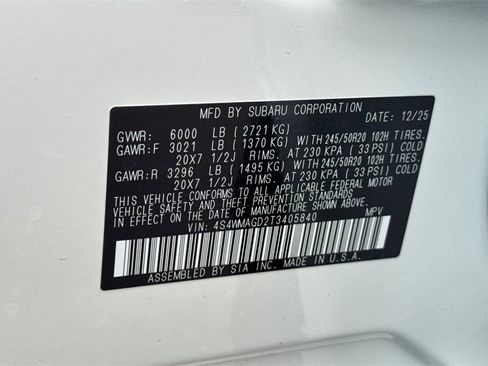 MFD BY SUBARU CORPORATION DATE: 12/25
GVWR: 6000 LB ( 2721 KG)
GAWR:F 3021 LB ( 1370 KG) WITH 245/50R20 102H TIRES.
20X7 1/2J RIMS. AT 230 KPA ( 33 PSI) COLD
GAWR:R 3296 LB ( 1495 KG) WITH 245/50R20 102H TIRES.
20X7 1/2J RIMS. AT 230 KPA ( 33 PSI) COLD
THIS VEHICLE CONFORMS TO ALL APPLICABLE FEDERAL MOTOR
VEHICLE SAFETY AND BUMPER STANDARDS
IN EFFECT ON THE DATE OF MANUFACTURE SHOWN ABOVE.
VIN: 4S4WMAGD2T3405840 MPV
ASSEMBLED BY SIA INC. MADE IN U.S.A.